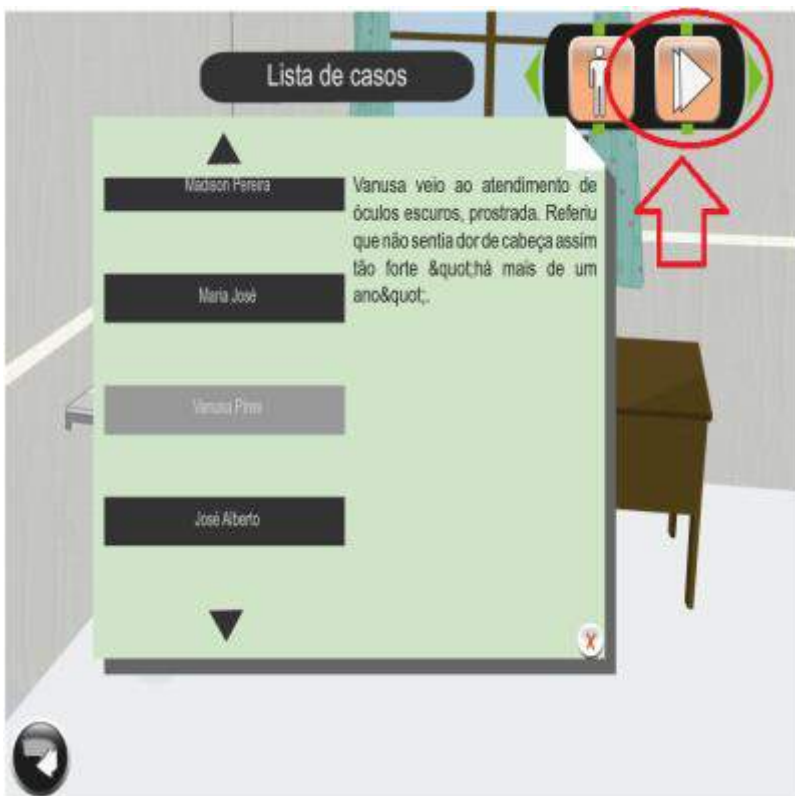 Lista de casos
Madison Pereira
Maria José
Vanusa Pires
José Alberto
Vanusa veio ao atendimento de
óculos escuros, prostrada. Referiu
que não sentia dor de cabeça assim
tão forte &quot;há mais de um
ano&quot;.
X